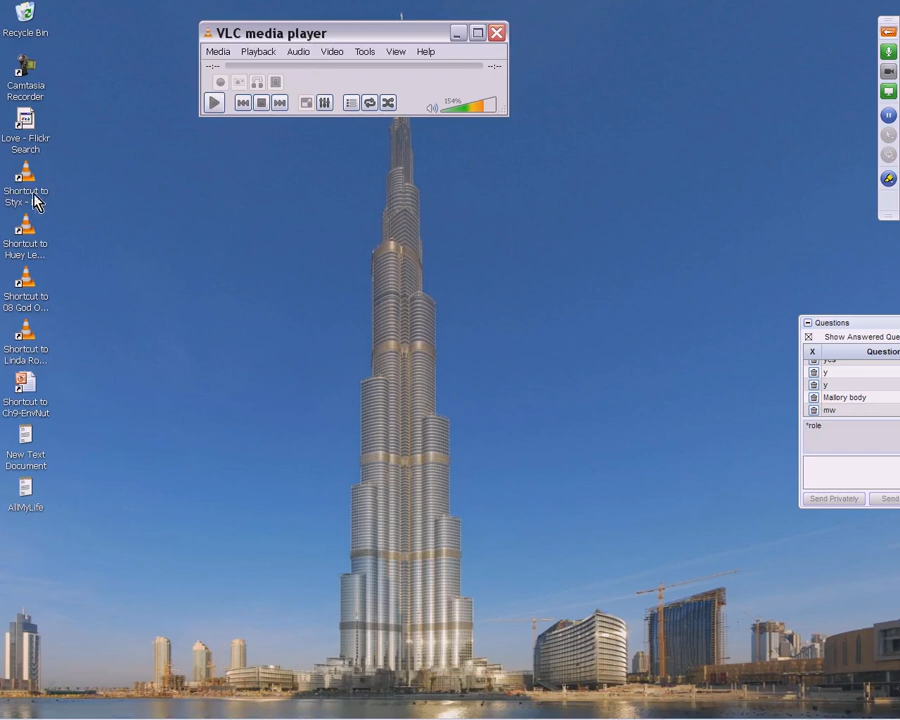 Recycle Bin
Camtasia
Recorder
Love - Flickr
Search
Shortcut to
Styx -
Shortcut to
Huey Le...
Shortcut to
08 God O...
Shortcut to
Linda Ro...
Shortcut to
Ch9-EnvNut
New Text
Document
AllMyLife
VLC media player
Media Playback Audio Video Tools View Help
--:-- --:--
154%
Questions
Show Answered Que
X Question
yes
y
y
Mallory body
mw
*role
Send Privately Send